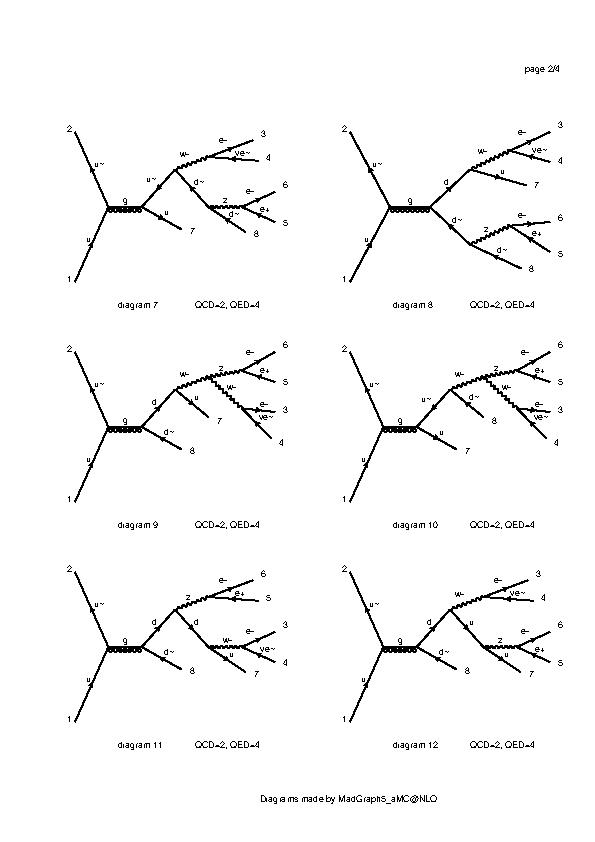 page 2/4
2
u~
u
1
g
u~
w-
e-
3
ve~
4
d~
z
e-
6
e+
5
d~
8
u
7
diagram 7 QCD=2, QED=4
2
u~
u
1
g
d
w-
e-
3
ve~
4
u
7
d~
z
e-
6
e+
5
d~
8
diagram 8 QCD=2, QED=4
2
u~
u
1
g
d
w-
z
e-
6
e+
5
w-
e-
3
ve~
4
u
7
d~
8
diagram 9 QCD=2, QED=4
2
u~
u
1
g
u~
w-
z
e-
6
e+
5
w-
e-
3
ve~
4
d~
8
u
7
diagram 10 QCD=2, QED=4
2
u~
u
1
g
d
z
e-
6
e+
5
d
w-
e-
3
ve~
4
u
7
d~
8
diagram 11 QCD=2, QED=4
2
u~
u
1
g
d
w-
e-
3
ve~
4
u
z
e-
6
e+
5
u
7
d~
8
diagram 12 QCD=2, QED=4
Diagrams made by MadGraph5_aMC@NLO